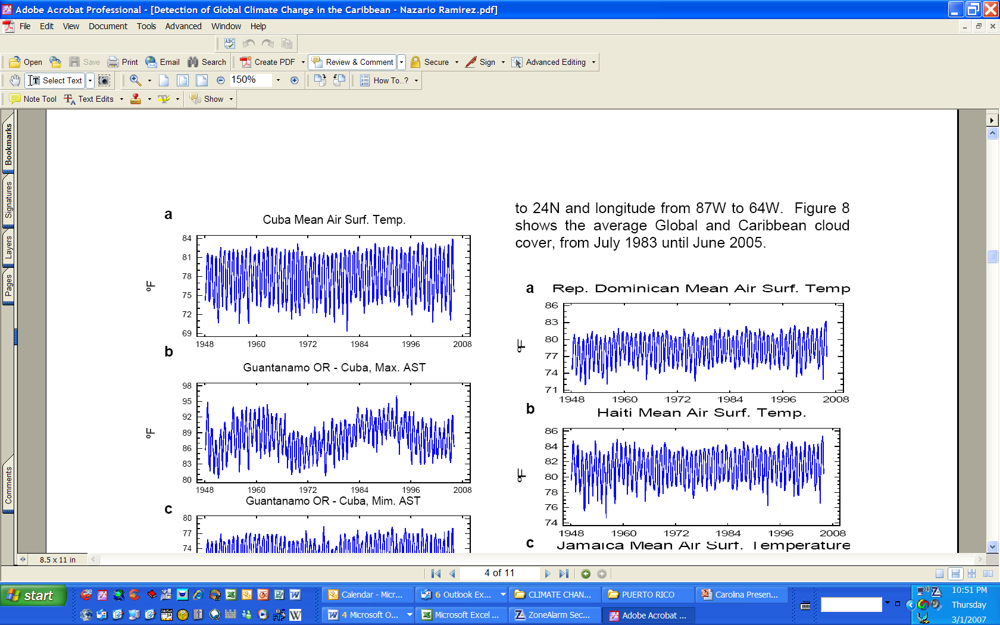 Adobe Acrobat Professional - [Detection of Global Climate Change in the Caribbean - Nazario Ramirez.pdf]
File Edit View Document Tools Advanced Window Help
ABC
Open Save Print Email Search Create PDF Review & Comment Secure Sign Advanced Editing
Select Text 150% How To..?
Note Tool Text Edits Show
Bookmarks
Signatures
Layers
Pages
Comments
a
Cuba Mean Air Surf. Temp.
84
81
78
75
72
69
°F
1948 1960 1972 1984 1996 2008
b
Guantanamo OR - Cuba, Max. AST
98
95
92
89
86
83
80
°F
1948 1960 1972 1984 1996 2008
c
Guantanamo OR - Cuba, Mim. AST
80
77
74
to 24N and longitude from 87W to 64W. Figure 8
shows the average Global and Caribbean cloud
cover, from July 1983 until June 2005.
a
Rep. Dominican Mean Air Surf. Temp
86
83
80
77
74
71
°F
1948 1960 1972 1984 1996 2008
b
Haiti Mean Air Surf. Temp.
86
84
82
80
78
76
74
°F
1948 1960 1972 1984 1996 2008
c
Jamaica Mean Air Surf. Temperature
8.5 x 11 in
4 of 11
start
Calendar - Micr... 6 Outlook Ex... CLIMATE CHAN... PUERTO RICO Carolina Presen...
4 Microsoft O... Microsoft Excel ... ZoneAlarm Sec... Adobe Acrobat ...
10:51 PM
Thursday
3/1/2007